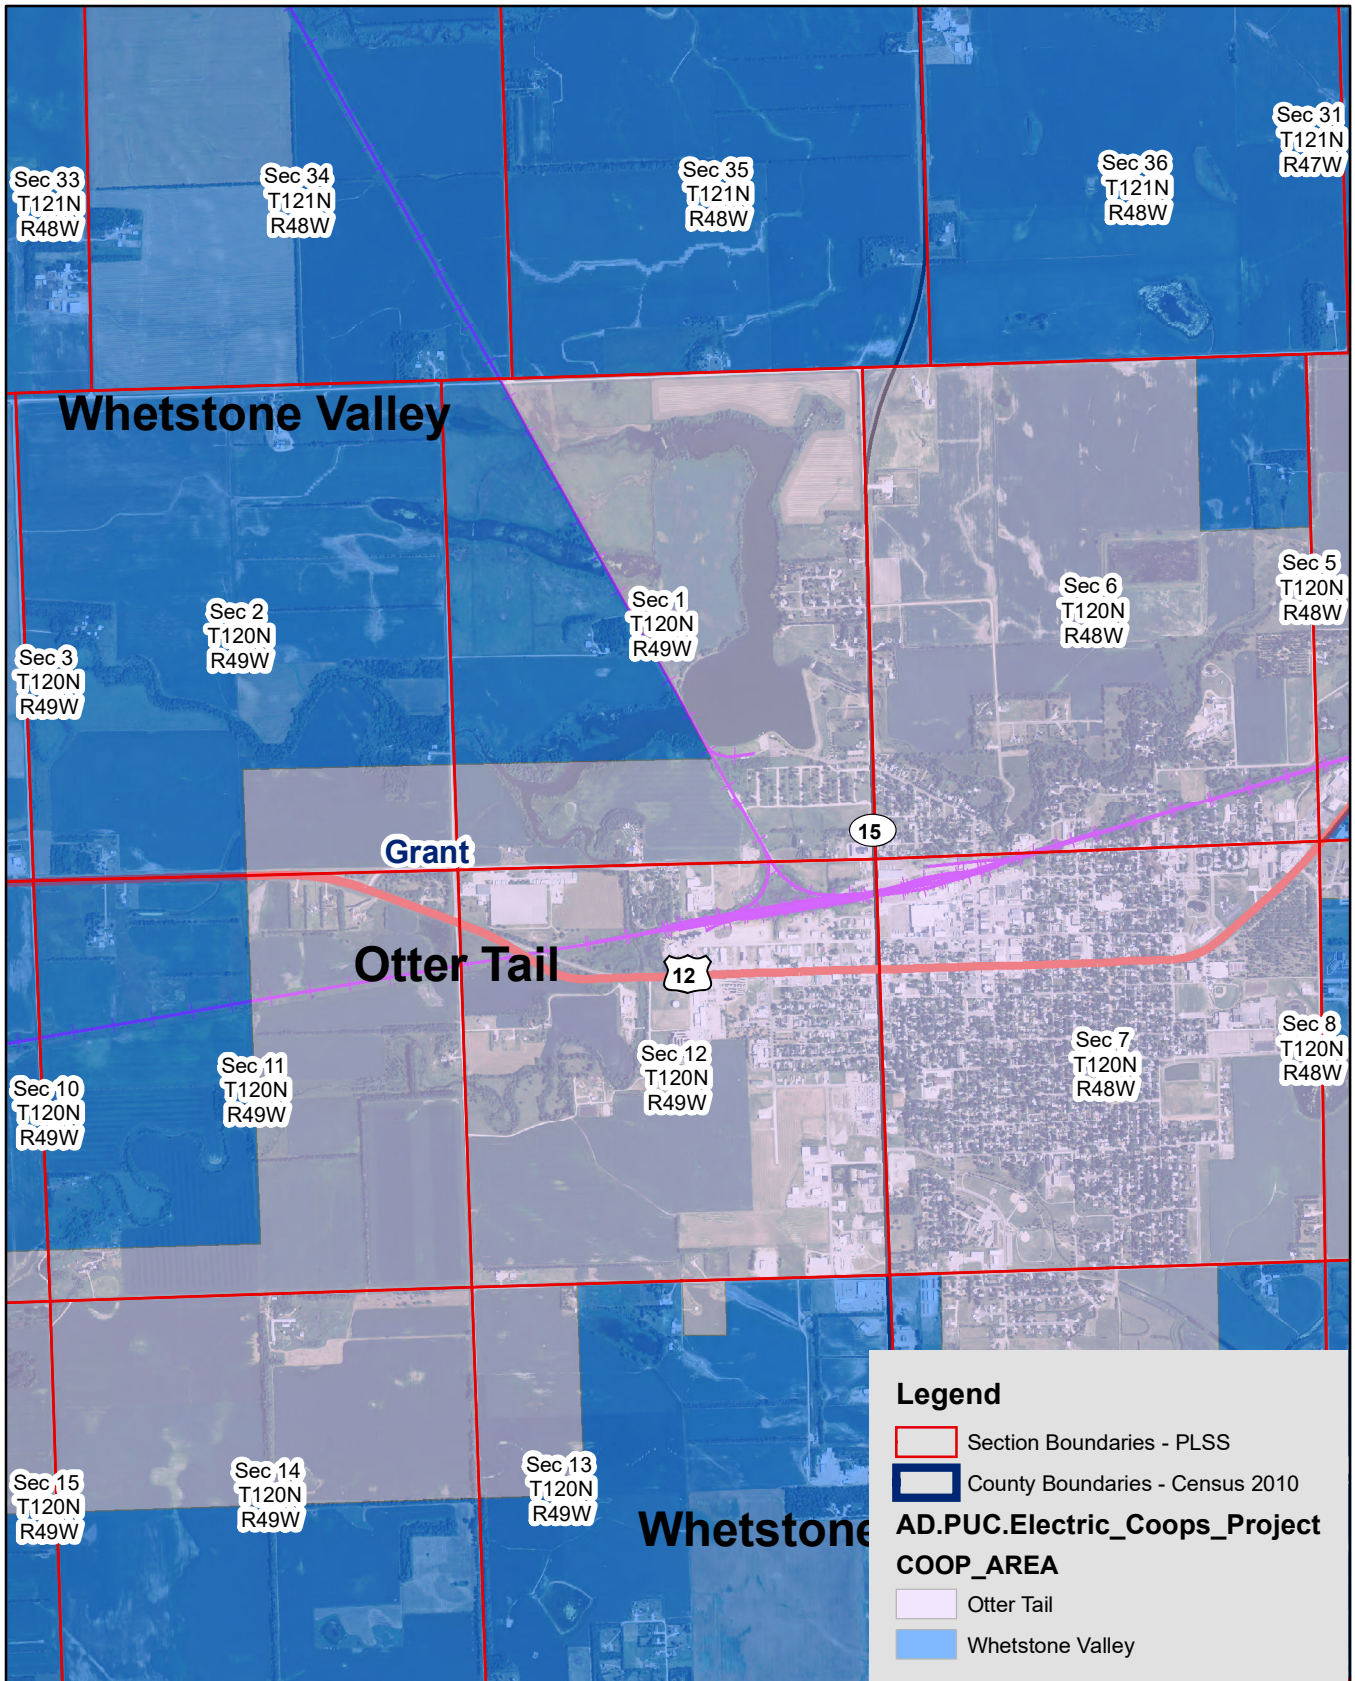 Sec 31
T121N
R47W
Sec 33
T121N
R48W
Sec 34
T121N
R48W
Sec 35
T121N
R48W
Sec 36
T121N
R48W
Whetstone Valley
Sec 3
T120N
R49W
Sec 2
T120N
R49W
Sec 1
T120N
R49W
Sec 6
T120N
R48W
Sec 5
T120N
R48W
15
Grant
Otter Tail
12
Sec 10
T120N
R49W
Sec 11
T120N
R49W
Sec 12
T120N
R49W
Sec 7
T120N
R48W
Sec 8
T120N
R48W
Sec 15
T120N
R49W
Sec 14
T120N
R49W
Sec 13
T120N
R49W
Whetstone
Legend
Section Boundaries - PLSS
County Boundaries - Census 2010
AD.PUC.Electric_Coops_Project
COOP_AREA
Otter Tail
Whetstone Valley